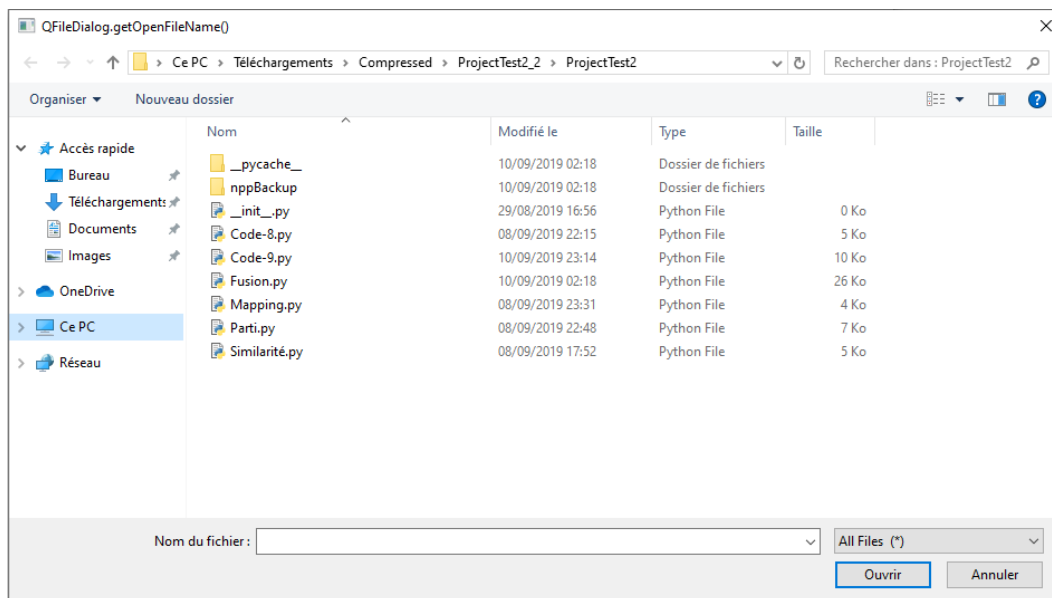 QFileDialog.getOpenFileName()
Ce PC > Téléchargements > Compressed > ProjectTest2_2 > ProjectTest2
Rechercher dans : ProjectTest2
Organiser Nouveau dossier
Nom Modifié le Type Taille
Accès rapide
Bureau
Téléchargements
Documents
Images
OneDrive
Ce PC
Réseau
__pycache__ 10/09/2019 02:18 Dossier de fichiers
nppBackup 10/09/2019 02:18 Dossier de fichiers
__init__.py 29/08/2019 16:56 Python File 0 Ko
Code-8.py 08/09/2019 22:15 Python File 5 Ko
Code-9.py 10/09/2019 23:14 Python File 10 Ko
Fusion.py 10/09/2019 02:18 Python File 26 Ko
Mapping.py 08/09/2019 23:31 Python File 4 Ko
Parti.py 08/09/2019 22:48 Python File 7 Ko
Similarité.py 08/09/2019 17:52 Python File 5 Ko
Nom du fichier :
All Files (*)
Ouvrir Annuler